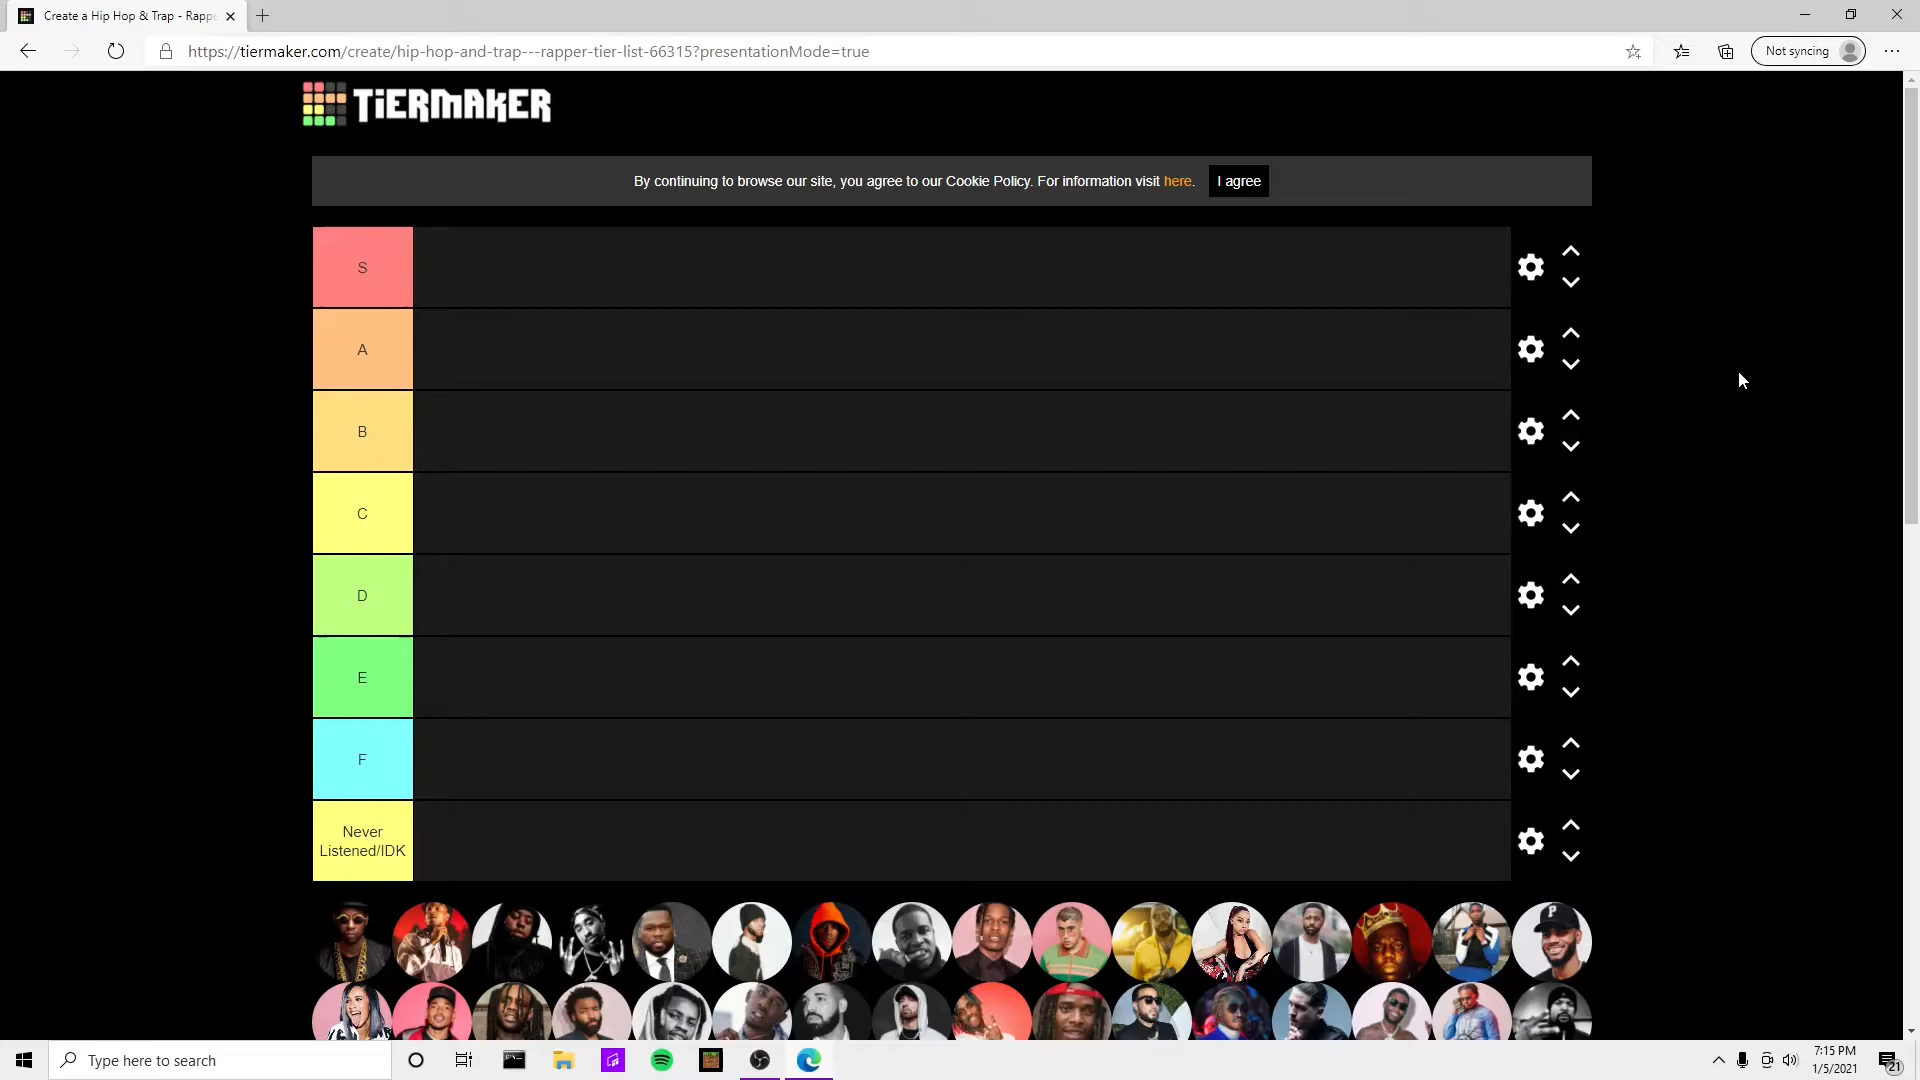 Create a Hip Hop & Trap - Rappe
https://tiermaker.com/create/hip-hop-and-trap---rapper-tier-list-66315?presentationMode=true
Not syncing
TiERMAKER
By continuing to browse our site, you agree to our Cookie Policy. For information visit here. I agree
S
A
B
C
D
E
F
Never
Listened/IDK
P
Type here to search
7:15 PM
1/5/2021
21